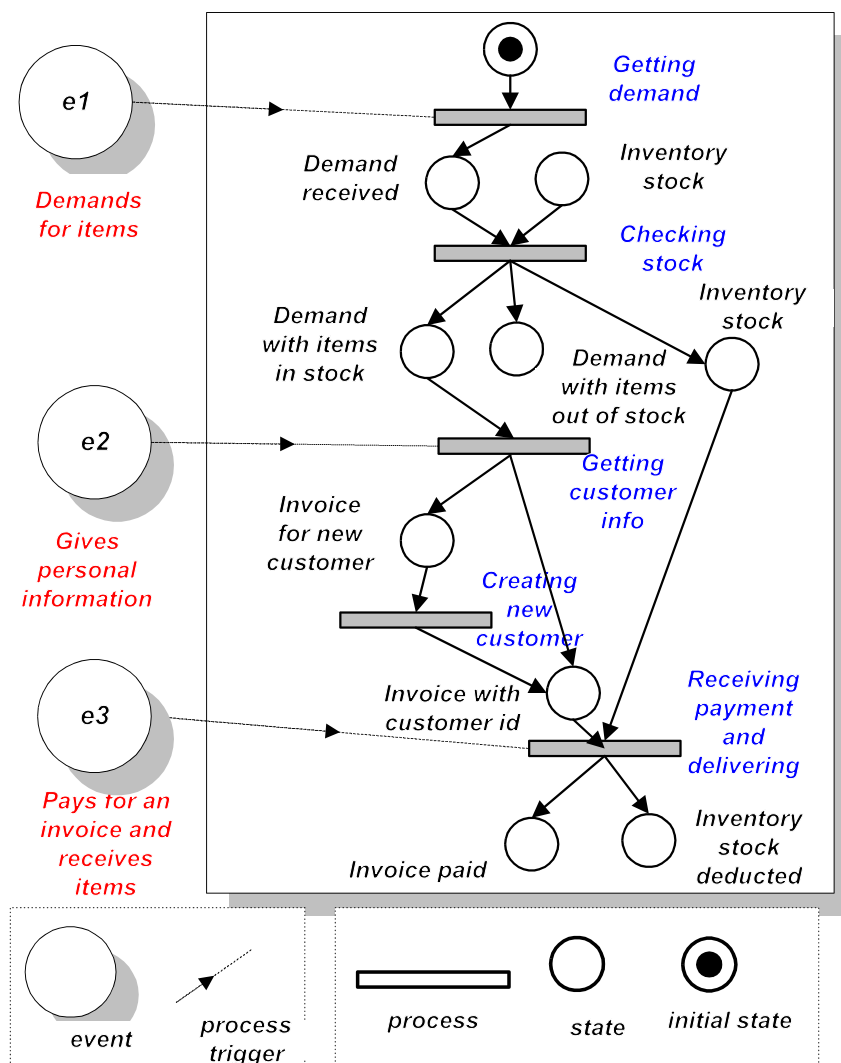 e1
Demands
for items
e2
Gives
personal
information
e3
Pays for an
invoice and
receives
items
Getting
demand
Demand
received
Inventory
stock
Checking
stock
Demand
with items
in stock
Demand
with items
out of stock
Inventory
stock
Getting
customer
info
Invoice
for new
customer
Creating
new
customer
Invoice with
customer id
Receiving
payment
and
delivering
Invoice paid
Inventory
stock
deducted
event
process
trigger
process
state
initial state